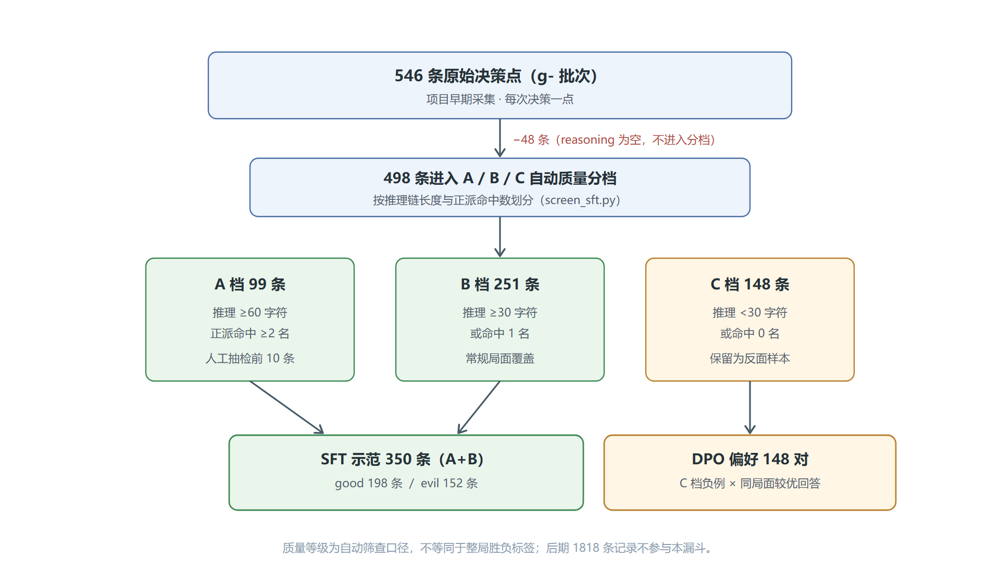 546 条原始决策点（g- 批次）
项目早期采集 · 每次决策一点
−48 条（reasoning 为空，不进入分档）
498 条进入 A / B / C 自动质量分档
按推理链长度与正派命中数划分（screen_sft.py）
A 档 99 条
推理 ≥60 字符
正派命中 ≥2 名
人工抽检前 10 条
B 档 251 条
推理 ≥30 字符
或命中 1 名
常规局面覆盖
C 档 148 条
推理 <30 字符
或命中 0 名
保留为反面样本
SFT 示范 350 条（A+B）
good 198 条 / evil 152 条
DPO 偏好 148 对
C 档负例 × 同局面较优回答
质量等级为自动筛查口径，不等同于整局胜负标签；后期 1818 条记录不参与本漏斗。